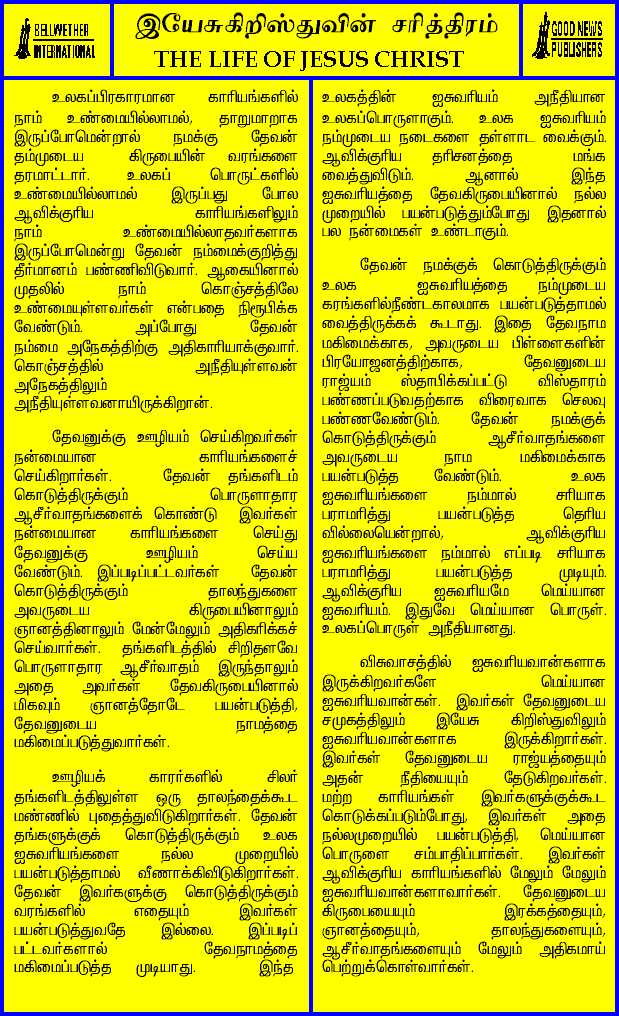 BELLWETHER
INTERNATIONAL
இயேசுகிறிஸ்துவின் சரித்திரம்
THE LIFE OF JESUS CHRIST
GOOD NEWS
PUBLISHERS
உலகப்பிரகாரமான காரியங்களில்
நாம் உண்மையில்லாமல், தாறுமாறாக
இருப்போமென்றால் நமக்கு தேவன்
தம்முடைய கிருபையின் வரங்களை
தரமாட்டார். உலகப் பொருட்களில்
உண்மையில்லாமல் இருப்பது போல
ஆவிக்குரிய காரியங்களிலும்
நாம் உண்மையில்லாதவர்களாக
இருப்போமென்று தேவன் நம்மைக்குறித்து
தீர்மானம் பண்ணிவிடுவார். ஆகையினால்
முதலில் நாம் கொஞ்சத்திலே
உண்மையுள்ளவர்கள் என்பதை நிரூபிக்க
வேண்டும். அப்போது தேவன்
நம்மை அநேகத்திற்கு அதிகாரியாக்குவார்.
கொஞ்சத்தில் அநீதியுள்ளவன்
அநேகத்திலும்
அநீதியுள்ளவனாயிருக்கிறான்.
தேவனுக்கு ஊழியம் செய்கிறவர்கள்
நன்மையான காரியங்களைச்
செய்கிறார்கள். தேவன் தங்களிடம்
கொடுத்திருக்கும் பொருளாதார
ஆசீர்வாதங்களைக் கொண்டு இவர்கள்
நன்மையான காரியங்களை செய்து
தேவனுக்கு ஊழியம் செய்ய
வேண்டும். இப்படிப்பட்டவர்கள் தேவன்
கொடுத்திருக்கும் தாலந்துகளை
அவருடைய கிருபையினாலும்
ஞானத்தினாலும் மேன்மேலும் அதிகரிக்கச்
செய்வார்கள். தங்களிடத்தில் சிறிதளவே
பொருளாதார ஆசீர்வாதம் இருந்தாலும்
அதை அவர்கள் தேவகிருபையினால்
மிகவும் ஞானத்தோடே பயன்படுத்தி,
தேவனுடைய நாமத்தை
மகிமைப்படுத்துவார்கள்.
ஊழியக் காரர்களில் சிலர்
தங்களிடத்திலுள்ள ஒரு தாலந்தைக்கூட
மண்ணில் புதைத்துவிடுகிறார்கள். தேவன்
தங்களுக்குக் கொடுத்திருக்கும் உலக
ஐசுவரியங்களை நல்ல முறையில்
பயன்படுத்தாமல் வீணாக்கிவிடுகிறார்கள்.
தேவன் இவர்களுக்கு கொடுத்திருக்கும்
வரங்களில் எதையும் இவர்கள்
பயன்படுத்துவதே இல்லை. இப்படிப்
பட்டவர்களால் தேவநாமத்தை
மகிமைப்படுத்த முடியாது. இந்த
உலகத்தின் ஐசுவரியம் அநீதியான
உலகப்பொருளாகும். உலக ஐசுவரியம்
நம்முடைய நடைகளை தள்ளாட வைக்கும்.
ஆவிக்குரிய தரிசனத்தை மங்க
வைத்துவிடும். ஆனால் இந்த
ஐசுவரியத்தை தேவகிருபையினால் நல்ல
முறையில் பயன்படுத்தும்போது இதனால்
பல நன்மைகள் உண்டாகும்.
தேவன் நமக்குக் கொடுத்திருக்கும்
உலக ஐசுவரியத்தை நம்முடைய
கரங்களில்நீண்டகாலமாக பயன்படுத்தாமல்
வைத்திருக்கக் கூடாது. இதை தேவநாம
மகிமைக்காக, அவருடைய பிள்ளைகளின்
பிரயோஜனத்திற்காக, தேவனுடைய
ராஜ்யம் ஸ்தாபிக்கப்பட்டு விஸ்தாரம்
பண்ணப்படுவதற்காக விரைவாக செலவு
பண்ணவேண்டும். தேவன் நமக்குக்
கொடுத்திருக்கும் ஆசீர்வாதங்களை
அவருடைய நாம மகிமைக்காக
பயன்படுத்த வேண்டும். உலக
ஐசுவரியங்களை நம்மால் சரியாக
பராமரித்து பயன்படுத்த தெரிய
வில்லையென்றால், ஆவிக்குரிய
ஐசுவரியங்களை நம்மால் எப்படி சரியாக
பராமரித்து பயன்படுத்த முடியும்.
ஆவிக்குரிய ஐசுவரியமே மெய்யான
ஐசுவரியம். இதுவே மெய்யான பொருள்.
உலகப்பொருள் அநீதியானது.
விசுவாசத்தில் ஐசுவரியவான்களாக
இருக்கிறவர்களே மெய்யான
ஐசுவரியவான்கள். இவர்கள் தேவனுடைய
சமுகத்திலும் இயேசு கிறிஸ்துவிலும்
ஐசுவரியவான்களாக இருக்கிறார்கள்.
இவர்கள் தேவனுடைய ராஜ்யத்தையும்
அதன் நீதியையும் தேடுகிறவர்கள்.
மற்ற காரியங்கள் இவர்களுக்குக்கூட
கொடுக்கப்படும்போது, இவர்கள் அதை
நல்லமுறையில் பயன்படுத்தி, மெய்யான
பொருளை சம்பாதிப்பார்கள். இவர்கள்
ஆவிக்குரிய காரியங்களில் மேலும் மேலும்
ஐசுவரியவான்களாவார்கள். தேவனுடைய
கிருபையையும் இரக்கத்தையும்,
ஞானத்தையும், தாலந்துகளையும்,
ஆசீர்வாதங்களையும் மேலும் அதிகமாய்
பெற்றுக்கொள்வார்கள்.